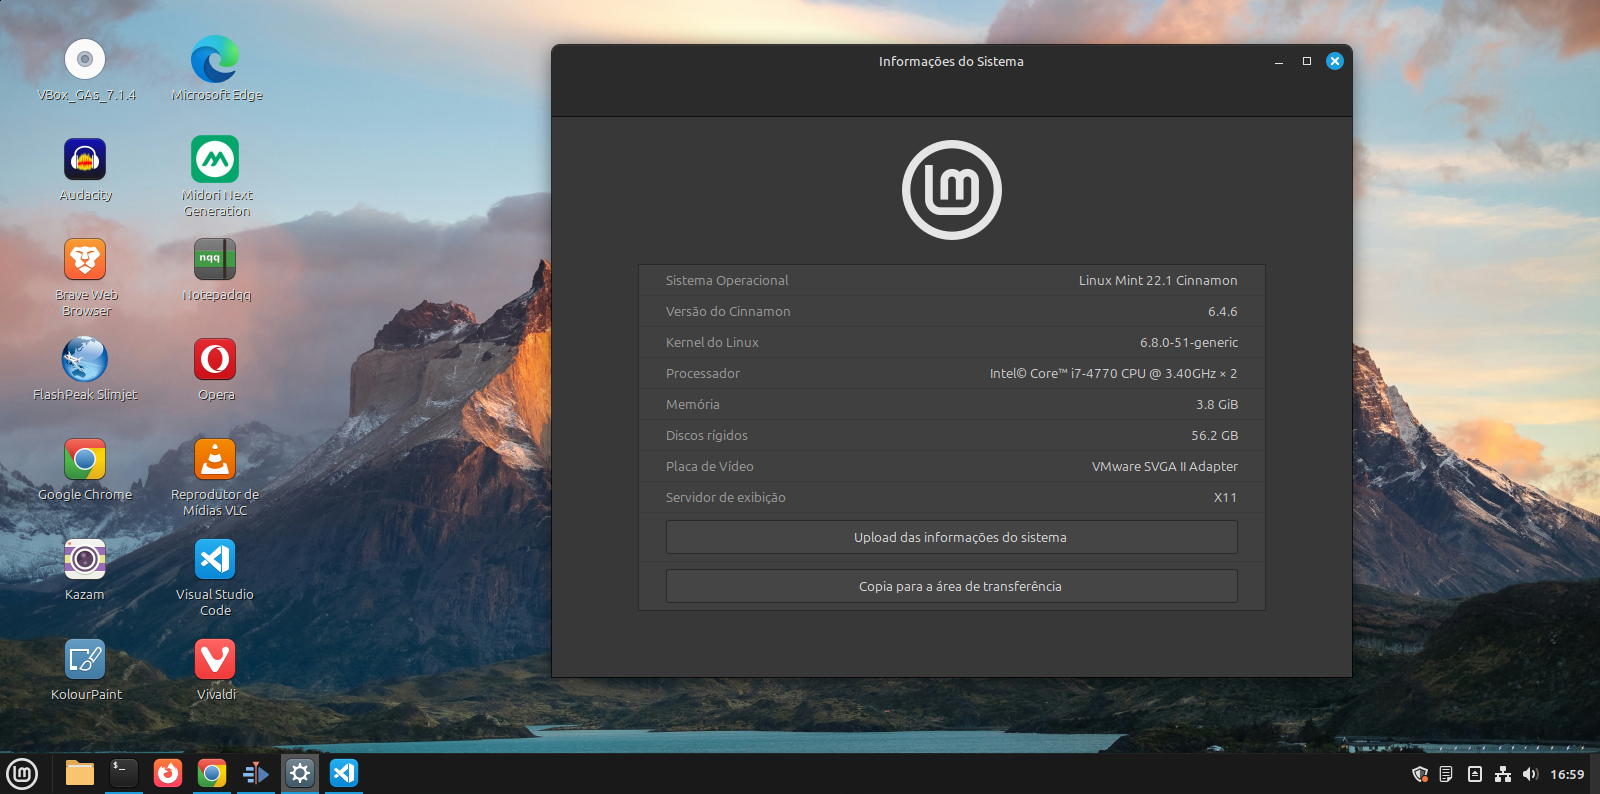 VBox_GAs_7.1.4
Microsoft Edge
Audacity
Midori Next
Generation
Brave Web
Browser
nqq
Notepadqq
FlashPeak Slimjet
Opera
Google Chrome
Reprodutor de
Mídias VLC
Kazam
Visual Studio
Code
KolourPaint
Vivaldi
Informações do Sistema
Sistema Operacional
Linux Mint 22.1 Cinnamon
Versão do Cinnamon
6.4.6
Kernel do Linux
6.8.0-51-generic
Processador
Intel© Core™ i7-4770 CPU @ 3.40GHz × 2
Memória
3.8 GiB
Discos rígidos
56.2 GB
Placa de Vídeo
VMware SVGA II Adapter
Servidor de exibição
X11
Upload das informações do sistema
Copia para a área de transferência
$_
16:59